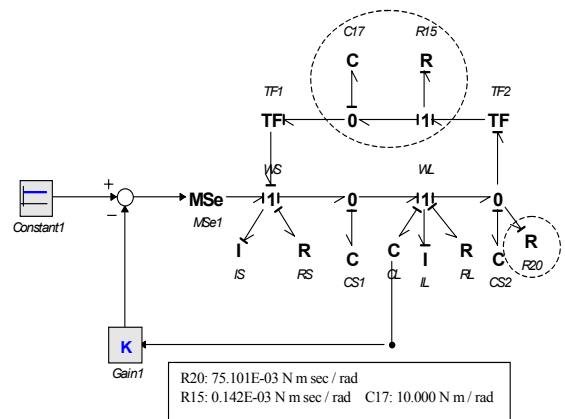 C17 R15
C R
TF1 TF2
TF 0 1 TF
WS WL
+
MSe 1 0 1 0
−
Constant1 MSe1
I R C C I R C R
IS RS CS1 CL IL RL CS2 R20
K
Gain1
R20: 75.101E-03 N m sec / rad
R15: 0.142E-03 N m sec / rad C17: 10.000 N m / rad